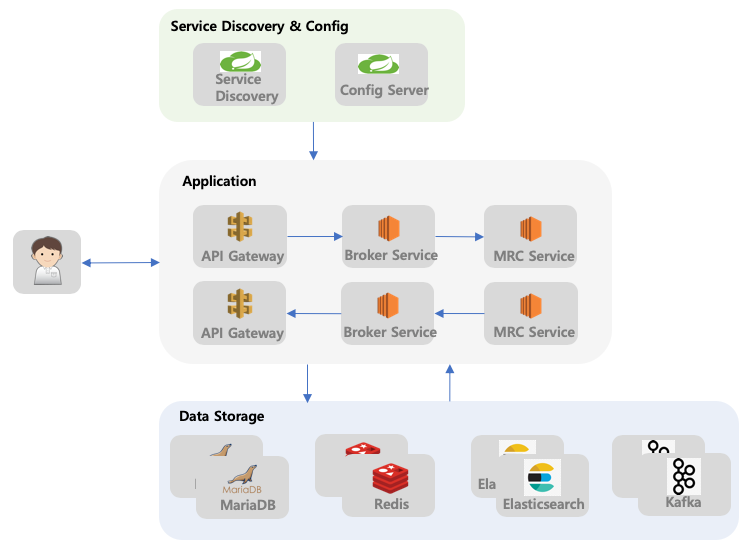 Service Discovery & Config
Service
Discovery
Config Server
Application
API Gateway
Broker Service
MRC Service
API Gateway
Broker Service
MRC Service
Data Storage
MariaDB
MariaDB
Redis
Ela
Elasticsearch
Kafka